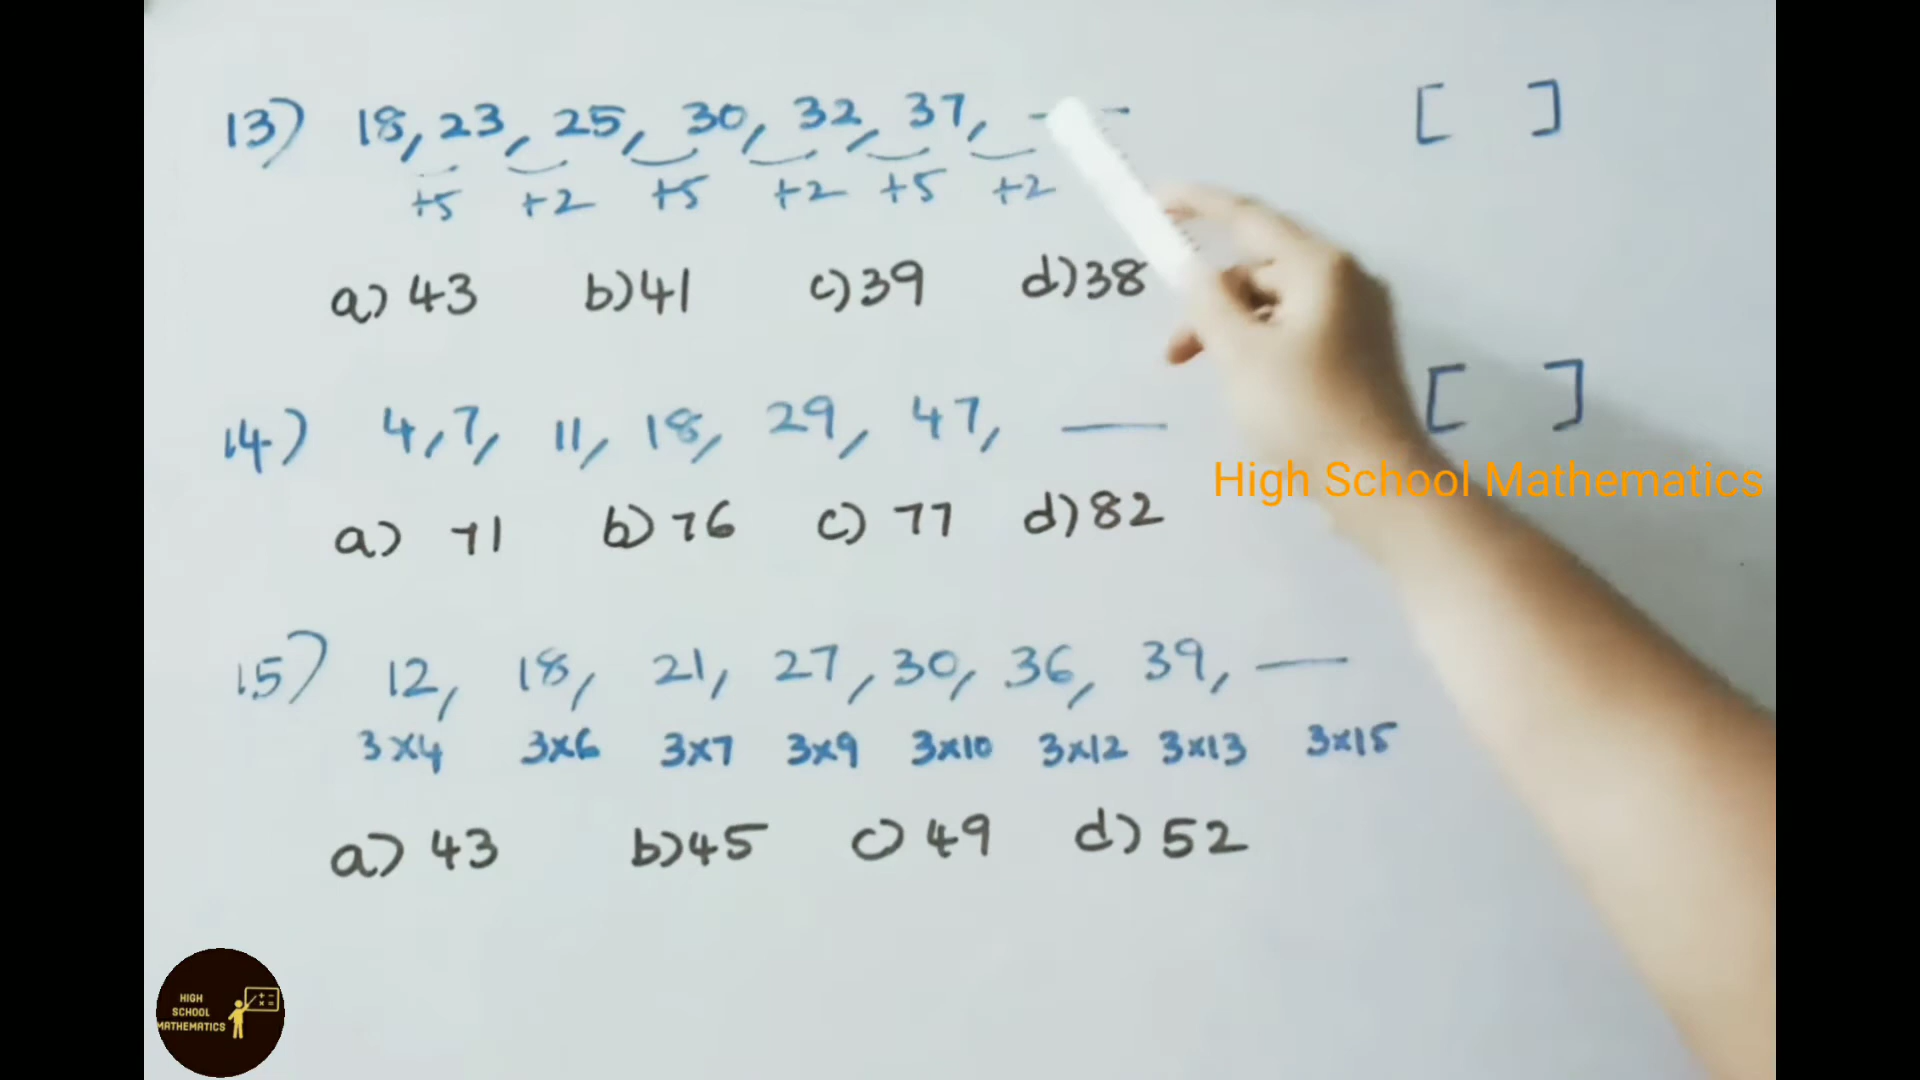 13) 18, 23, 25, 30, 32, 37, — [ ]
+5 +2 +5 +2 +5 +2
a) 43 b) 41 c) 39 d) 38
14) 4, 7, 11, 18, 29, 47, — [ ]
High School Mathematics
a) 71 b) 76 c) 77 d) 82
15) 12, 18, 21, 27, 30, 36, 39, —
3x4 3x6 3x7 3x9 3x10 3x12 3x13 3x15
a) 43 b) 45 c) 49 d) 52
HIGH
SCHOOL
MATHEMATICS